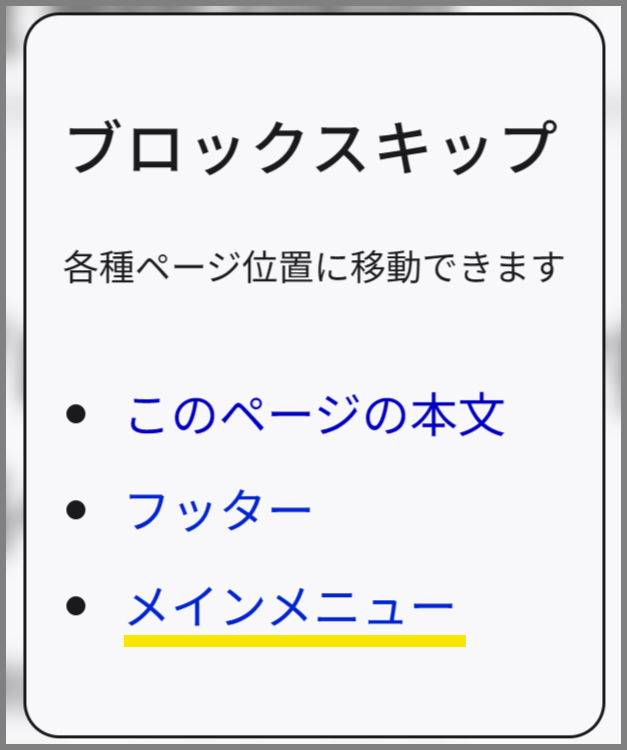 ブロックスキップ
各種ページ位置に移動できます
このページの本文
フッター
メインメニュー